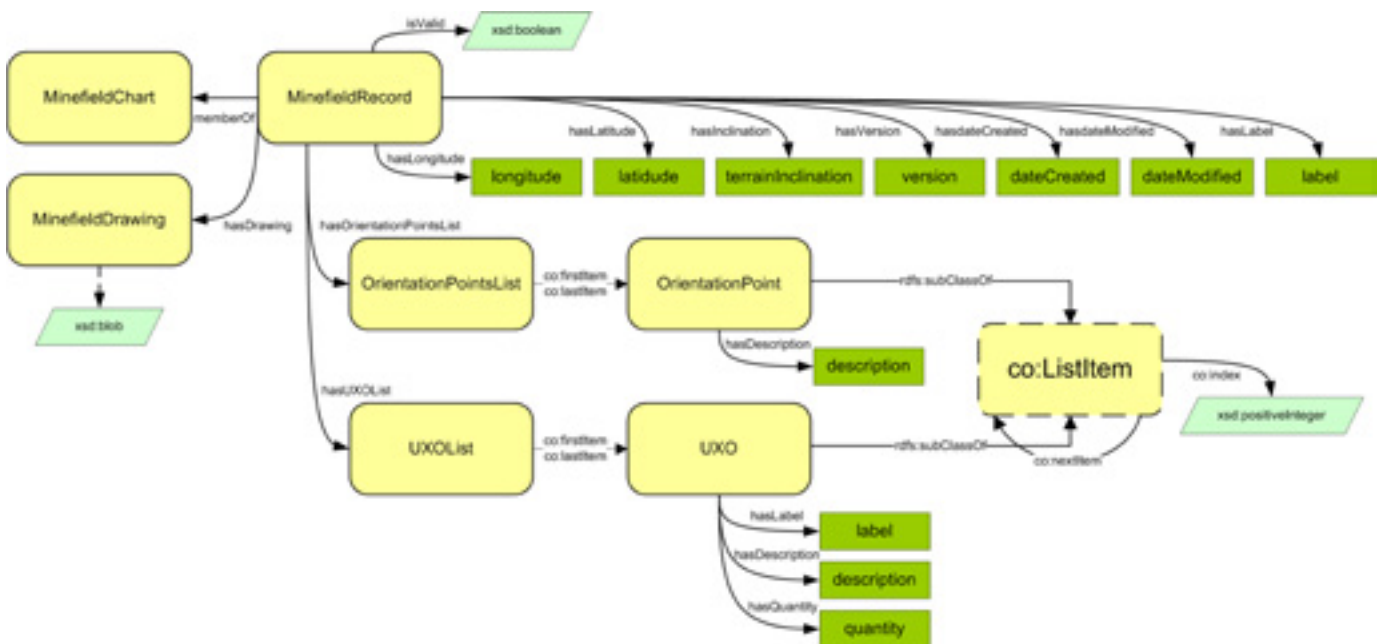 isValid
xsd:boolean
MinefieldChart
MinefieldRecord
memberOf
hasLatitude
hasInclination
hasVersion
hasdateCreated
hasdateModified
hasLabel
hasLongitude
longitude
latidude
terrainInclination
version
dateCreated
dateModified
label
MinefieldDrawing
hasDrawing
hasOrientationPointsList
OrientationPointsList
co:firstItem
co:lastItem
OrientationPoint
rdfs:subClassOf
xsd:blob
hasDescription
description
co:ListItem
co:index
xsd:positiveInteger
hasUXOList
UXOList
co:firstItem
co:lastItem
UXO
rdfs:subClassOf
co:nextItem
hasLabel
label
hasDescription
description
hasQuantity
quantity